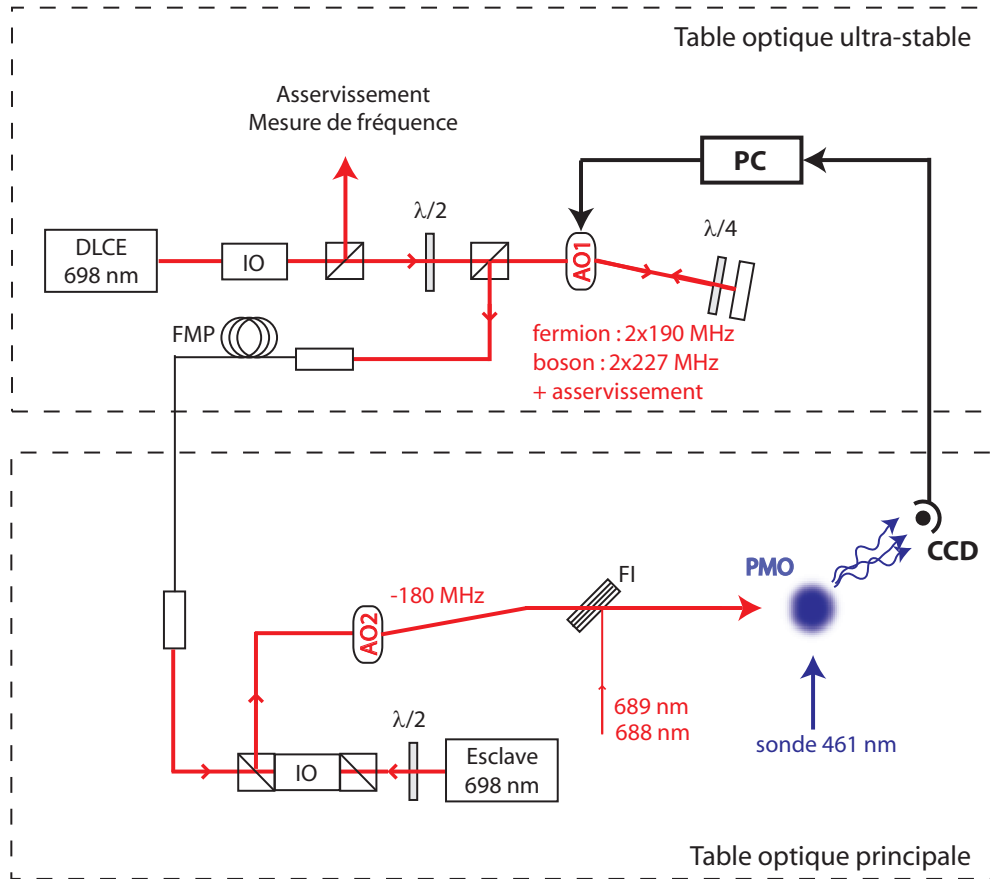 Table optique ultra-stable
Asservissement
Mesure de fréquence
PC
λ/2
λ/4
DLCE
698 nm
IO
AO1
FMP
fermion : 2x190 MHz
boson : 2x227 MHz
+ asservissement
CCD
PMO
FI
-180 MHz
AO2
689 nm
688 nm
sonde 461 nm
λ/2
IO
Esclave
698 nm
Table optique principale